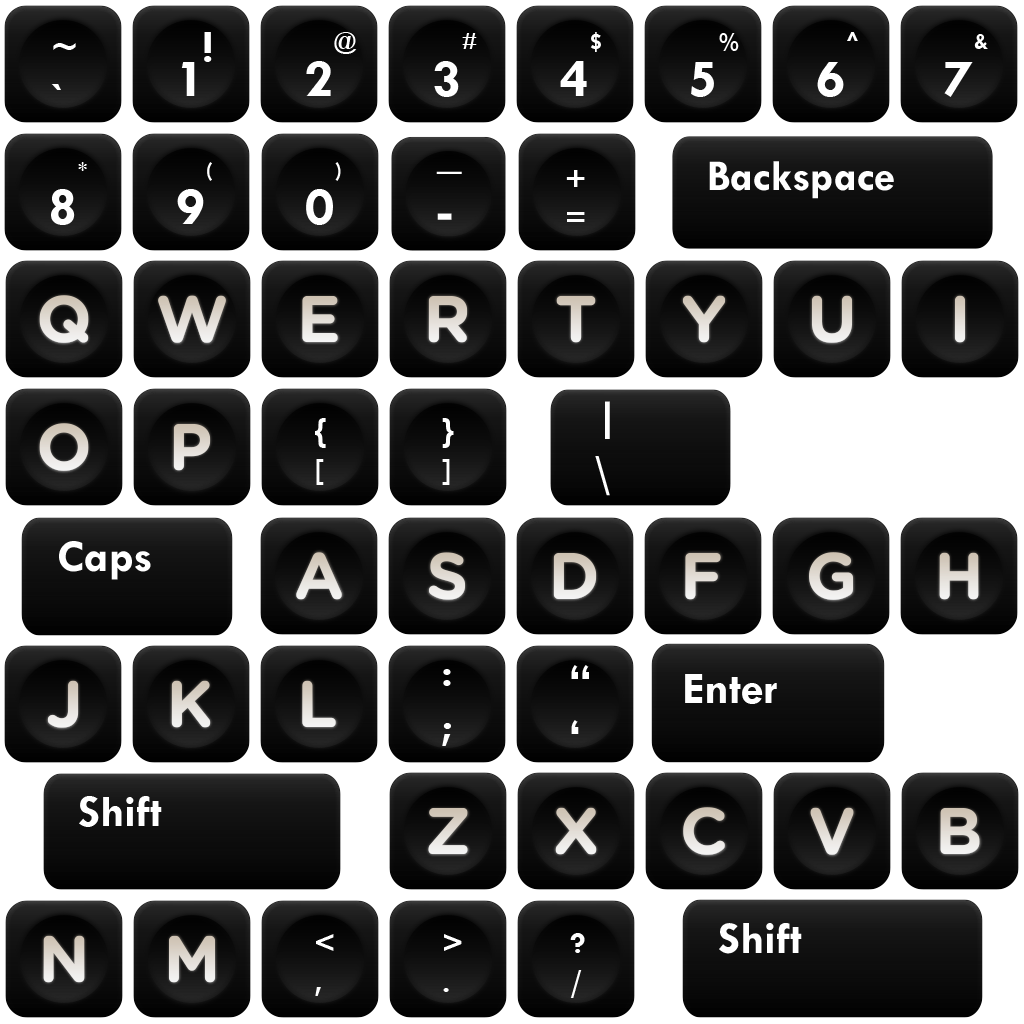 ~ ! @ # $ % ^ &
` 1 2 3 4 5 6 7
* ( ) — + Backspace
8 9 0 - =
Q W E R T Y U I
O P { } |
[ ] \
Caps A S D F G H
J K L : “ Enter
; ‘
Shift Z X C V B
N M < > ? Shift
, . /